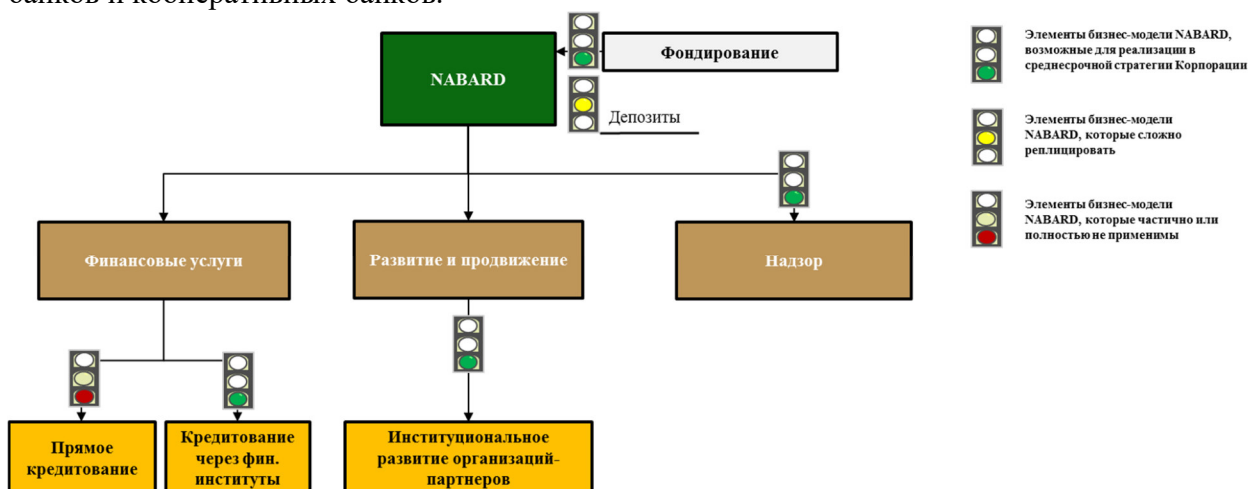 банков и кооперативных банков.
Фондирование
NABARD
Депозиты
Элементы бизнес-модели NABARD,
возможные для реализации в
среднесрочной стратегии Корпорации
Элементы бизнес-модели
NABARD, которые сложно
реплицировать
Элементы бизнес-модели
NABARD, которые частично или
полностью не применимы
Финансовые услуги
Развитие и продвижение
Надзор
Прямое
кредитование
Кредитование
через фин.
институты
Институциональное
развитие организаций-
партнеров